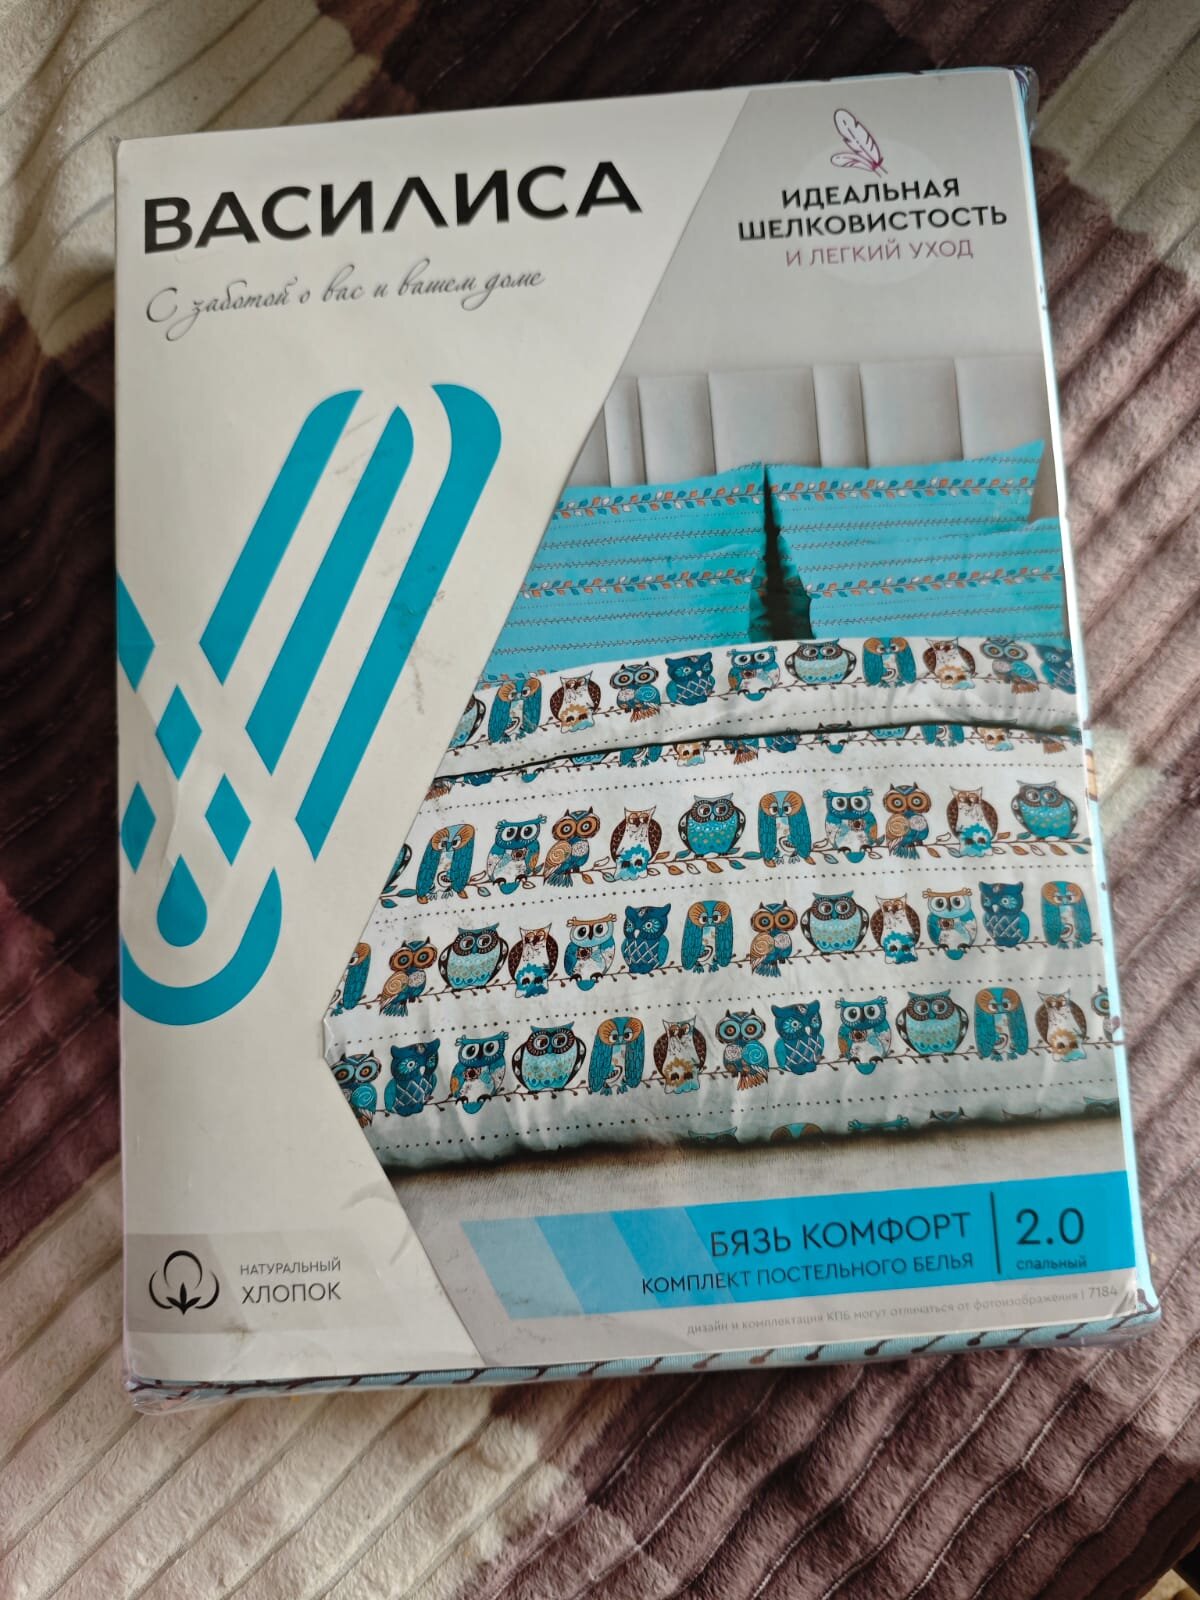 ВАСИЛИСА
С заботой о вас и вашем доме
ИДЕАЛЬНАЯ
ШЕЛКОВИСТОСТЬ
И ЛЕГКИЙ УХОД
НАТУРАЛЬНЫЙ
ХЛОПОК
БЯЗЬ КОМФОРТ
КОМПЛЕКТ ПОСТЕЛЬНОГО БЕЛЬЯ
2.0
спальный
дизайн и комплектация КПБ могут отличаться от фотоизображения | 7184